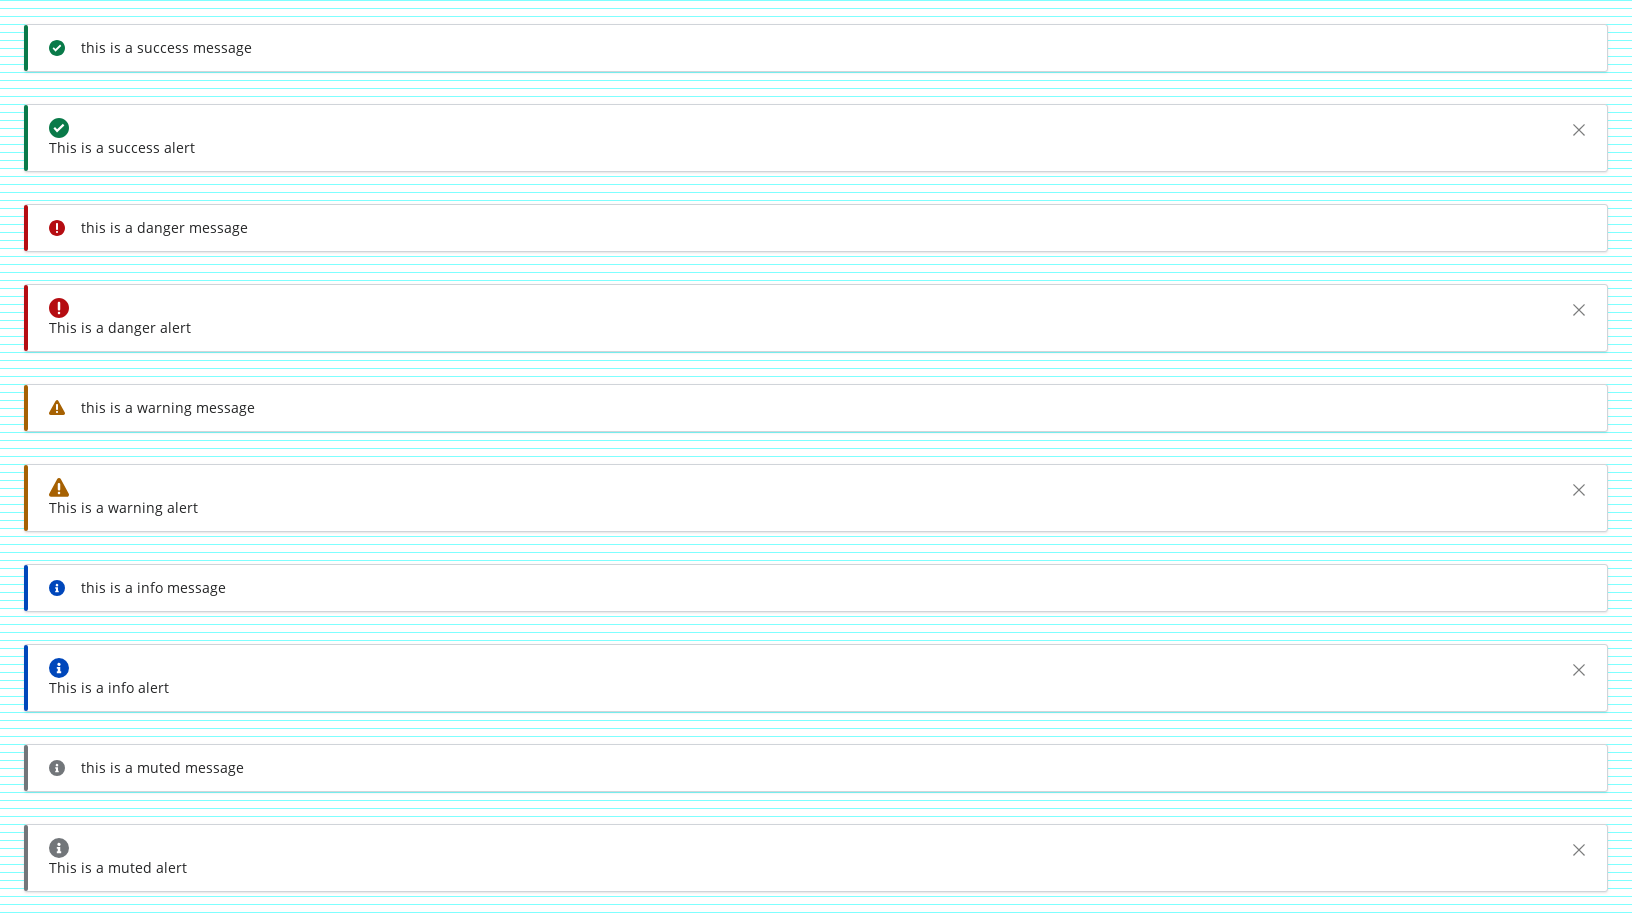 this is a success message
This is a success alert
this is a danger message
This is a danger alert
this is a warning message
This is a warning alert
this is a info message
This is a info alert
this is a muted message
This is a muted alert